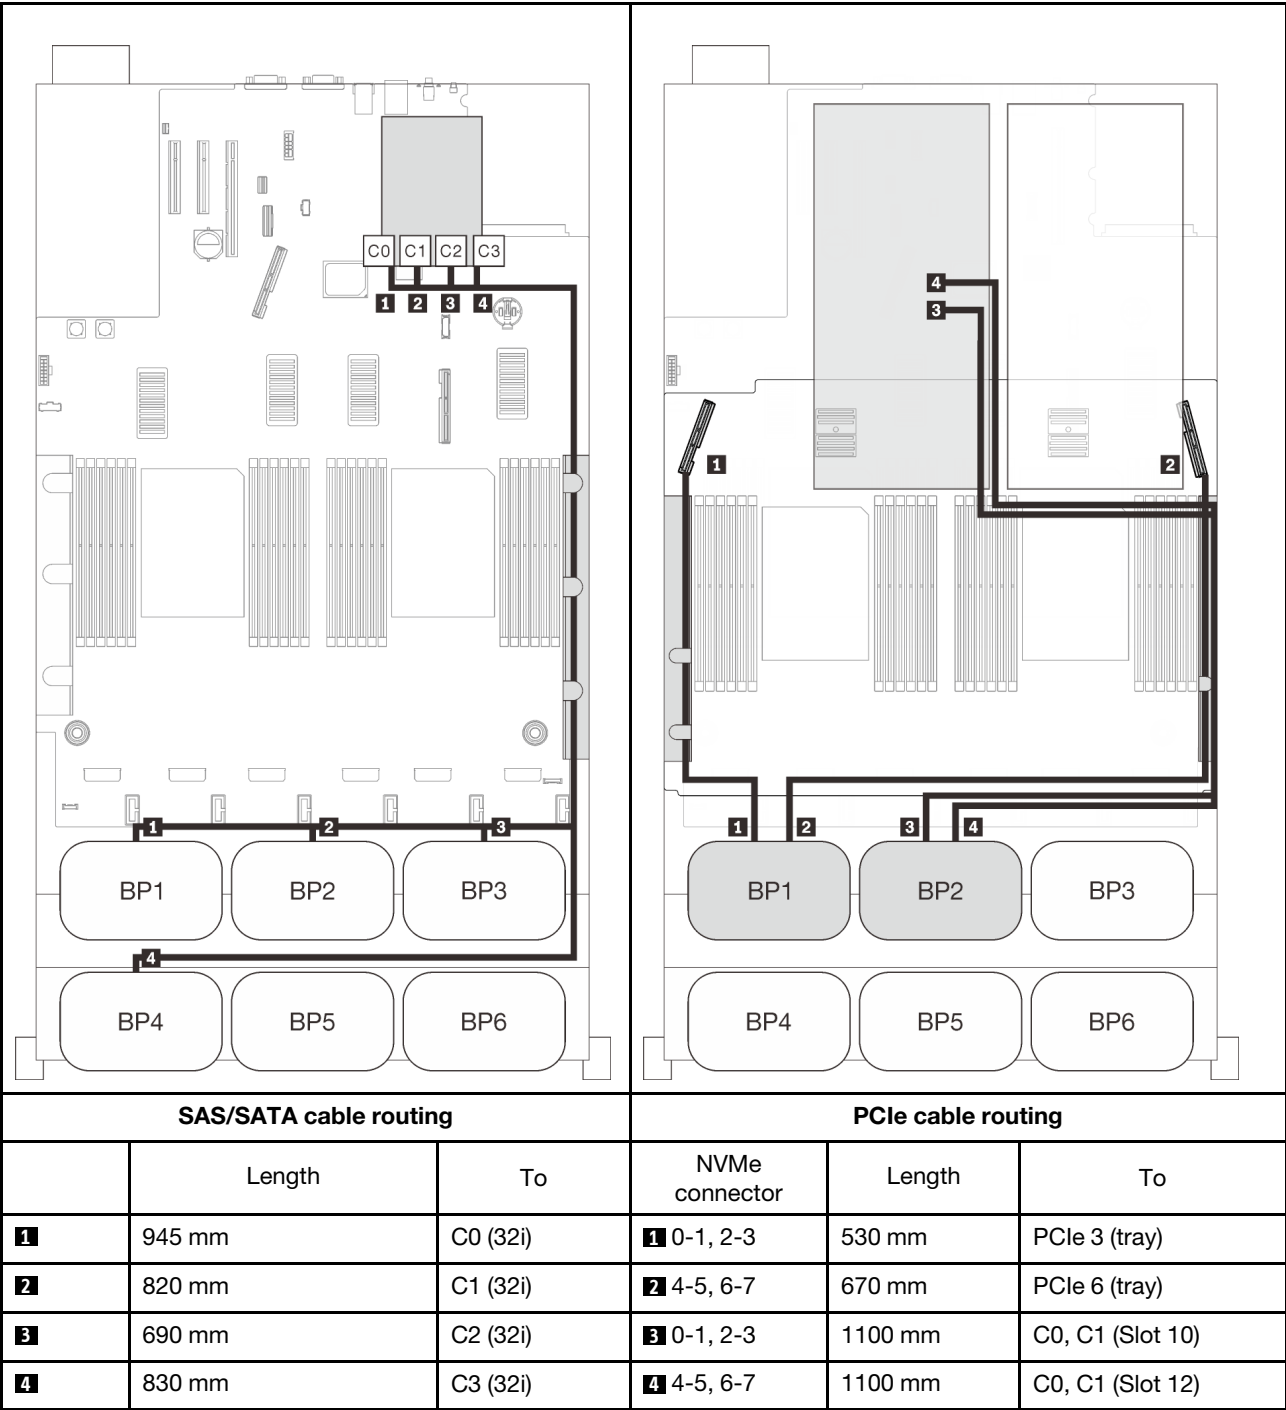 C0 C1 C2 C3
1 2 3 4
1 2 3
BP1 BP2 BP3
4
BP4 BP5 BP6
4
3
1 2
1 2 3 4
BP1 BP2 BP3
BP4 BP5 BP6
SAS/SATA cable routing PCIe cable routing
Length To NVMe connector Length To
1 945 mm C0 (32i) 1 0-1, 2-3 530 mm PCIe 3 (tray)
2 820 mm C1 (32i) 2 4-5, 6-7 670 mm PCIe 6 (tray)
3 690 mm C2 (32i) 3 0-1, 2-3 1100 mm C0, C1 (Slot 10)
4 830 mm C3 (32i) 4 4-5, 6-7 1100 mm C0, C1 (Slot 12)